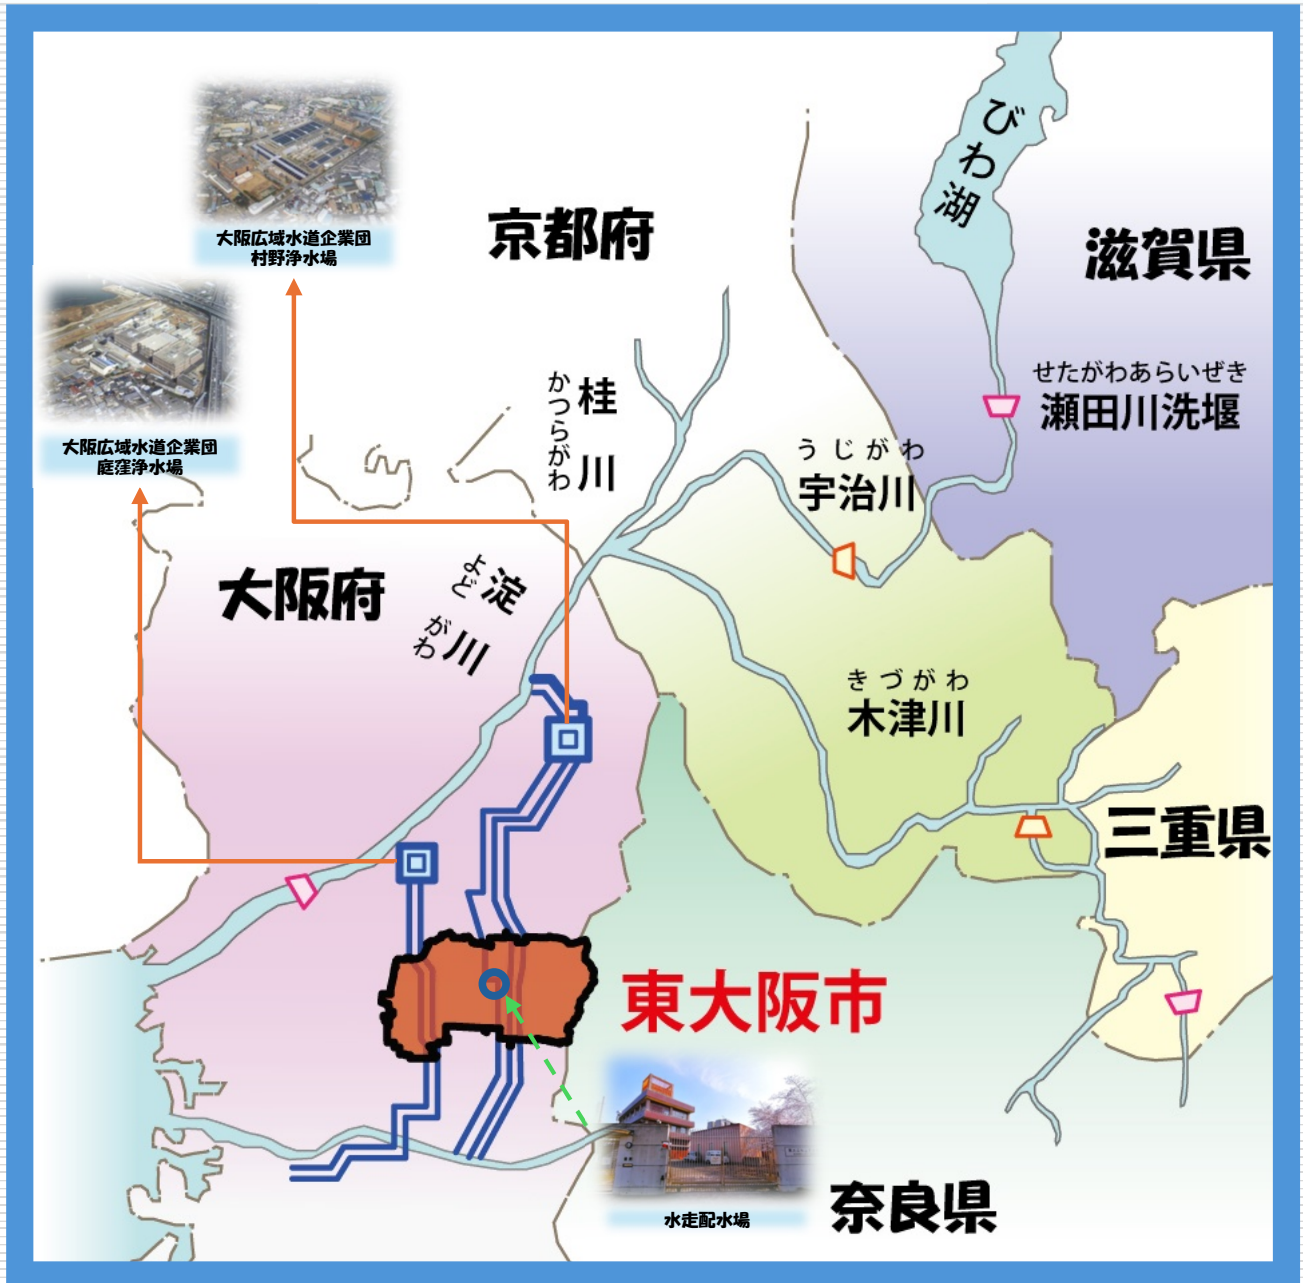 びわ湖
大阪広域水道企業団
村野浄水場
京都府
滋賀県
大阪広域水道企業団
庭窪浄水場
せたがわあらいぜき
瀬田川洗堰
かつらがわ
桂川
うじがわ
宇治川
大阪府
よどがわ
淀川
きづがわ
木津川
三重県
東大阪市
水走配水場
奈良県